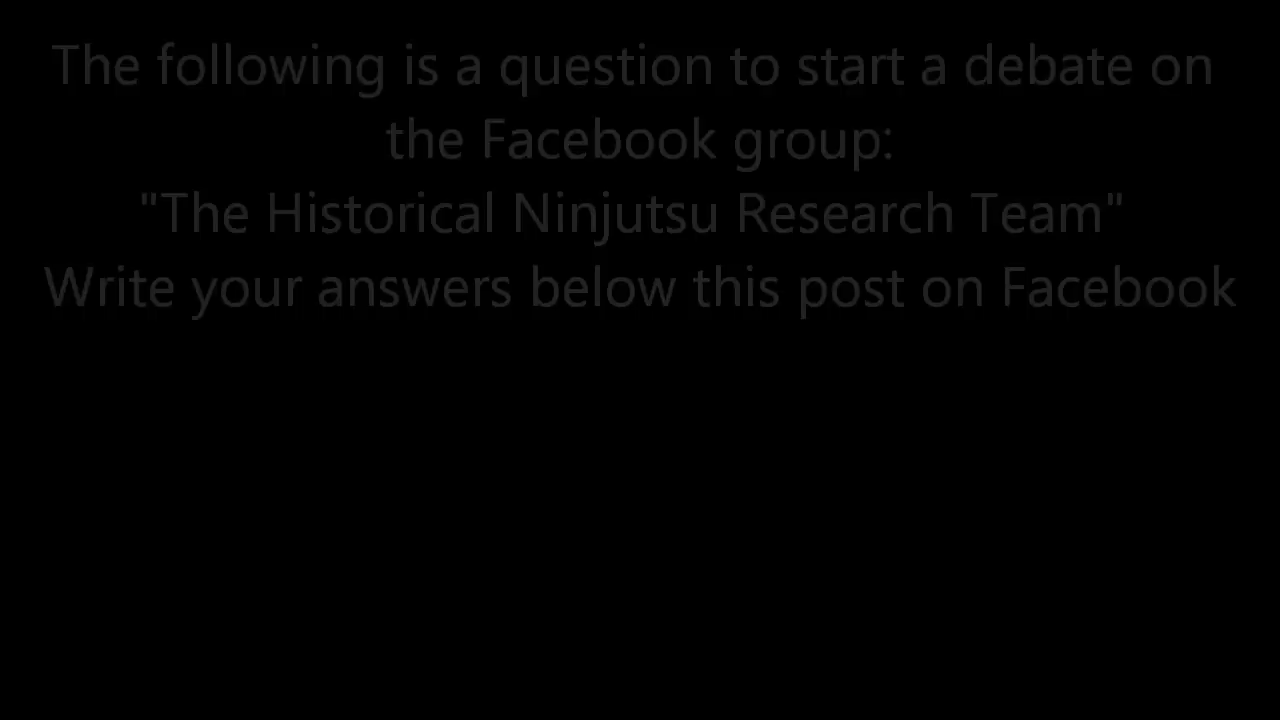 The following is a question to start a debate on
the Facebook group:
"The Historical Ninjutsu Research Team"
Write your answers below this post on Facebook